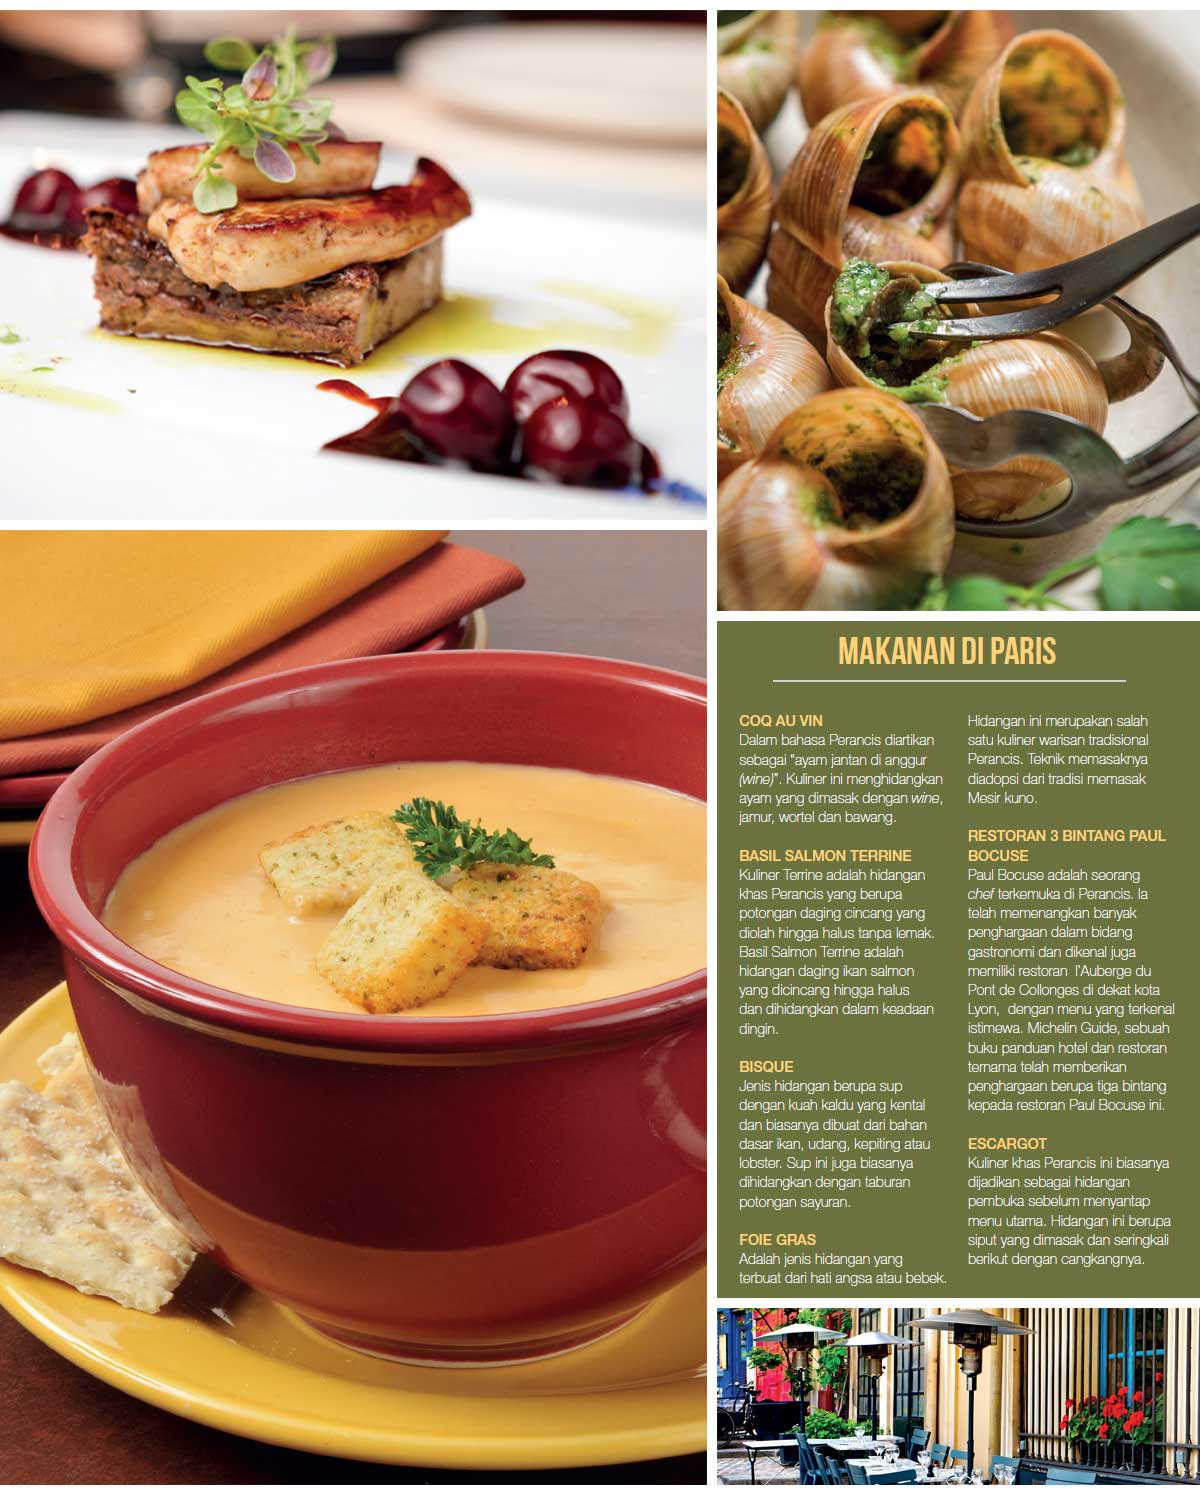 MAKANAN DI PARIS
COQ AU VIN
Dalam bahasa Perancis diartikan
sebagai “ayam jantan di anggur
(wine)”. Kuliner ini menghidangkan
ayam yang dimasak dengan wine,
jamur, wortel dan bawang.
BASIL SALMON TERRINE
Kuliner Terrine adalah hidangan
khas Perancis yang berupa
potongan daging cincang yang
diolah hingga halus tanpa lemak.
Basil Salmon Terrine adalah
hidangan daging ikan salmon
yang dicincang hingga halus
dan dihidangkan dalam keadaan
dingin.
BISQUE
Jenis hidangan berupa sup
dengan kuah kaldu yang kental
dan biasanya dibuat dari bahan
dasar ikan, udang, kepiting atau
lobster. Sup ini juga biasanya
dihidangkan dengan taburan
potongan sayuran.
FOIE GRAS
Adalah jenis hidangan yang
terbuat dari hati angsa atau bebek.
Hidangan ini merupakan salah
satu kuliner warisan tradisional
Perancis. Teknik memasaknya
diadopsi dari tradisi memasak
Mesir kuno.
RESTORAN 3 BINTANG PAUL
BOCUSE
Paul Bocuse adalah seorang
chef terkemuka di Perancis. Ia
telah memenangkan banyak
penghargaan dalam bidang
gastronomi dan dikenal juga
memiliki restoran l’Auberge du
Pont de Collonges di dekat kota
Lyon, dengan menu yang terkenal
istimewa. Michelin Guide, sebuah
buku panduan hotel dan restoran
ternama telah memberikan
penghargaan berupa tiga bintang
kepada restoran Paul Bocuse ini.
ESCARGOT
Kuliner khas Perancis ini biasanya
dijadikan sebagai hidangan
pembuka sebelum menyantap
menu utama. Hidangan ini berupa
siput yang dimasak dan seringkali
berikut dengan cangkangnya.